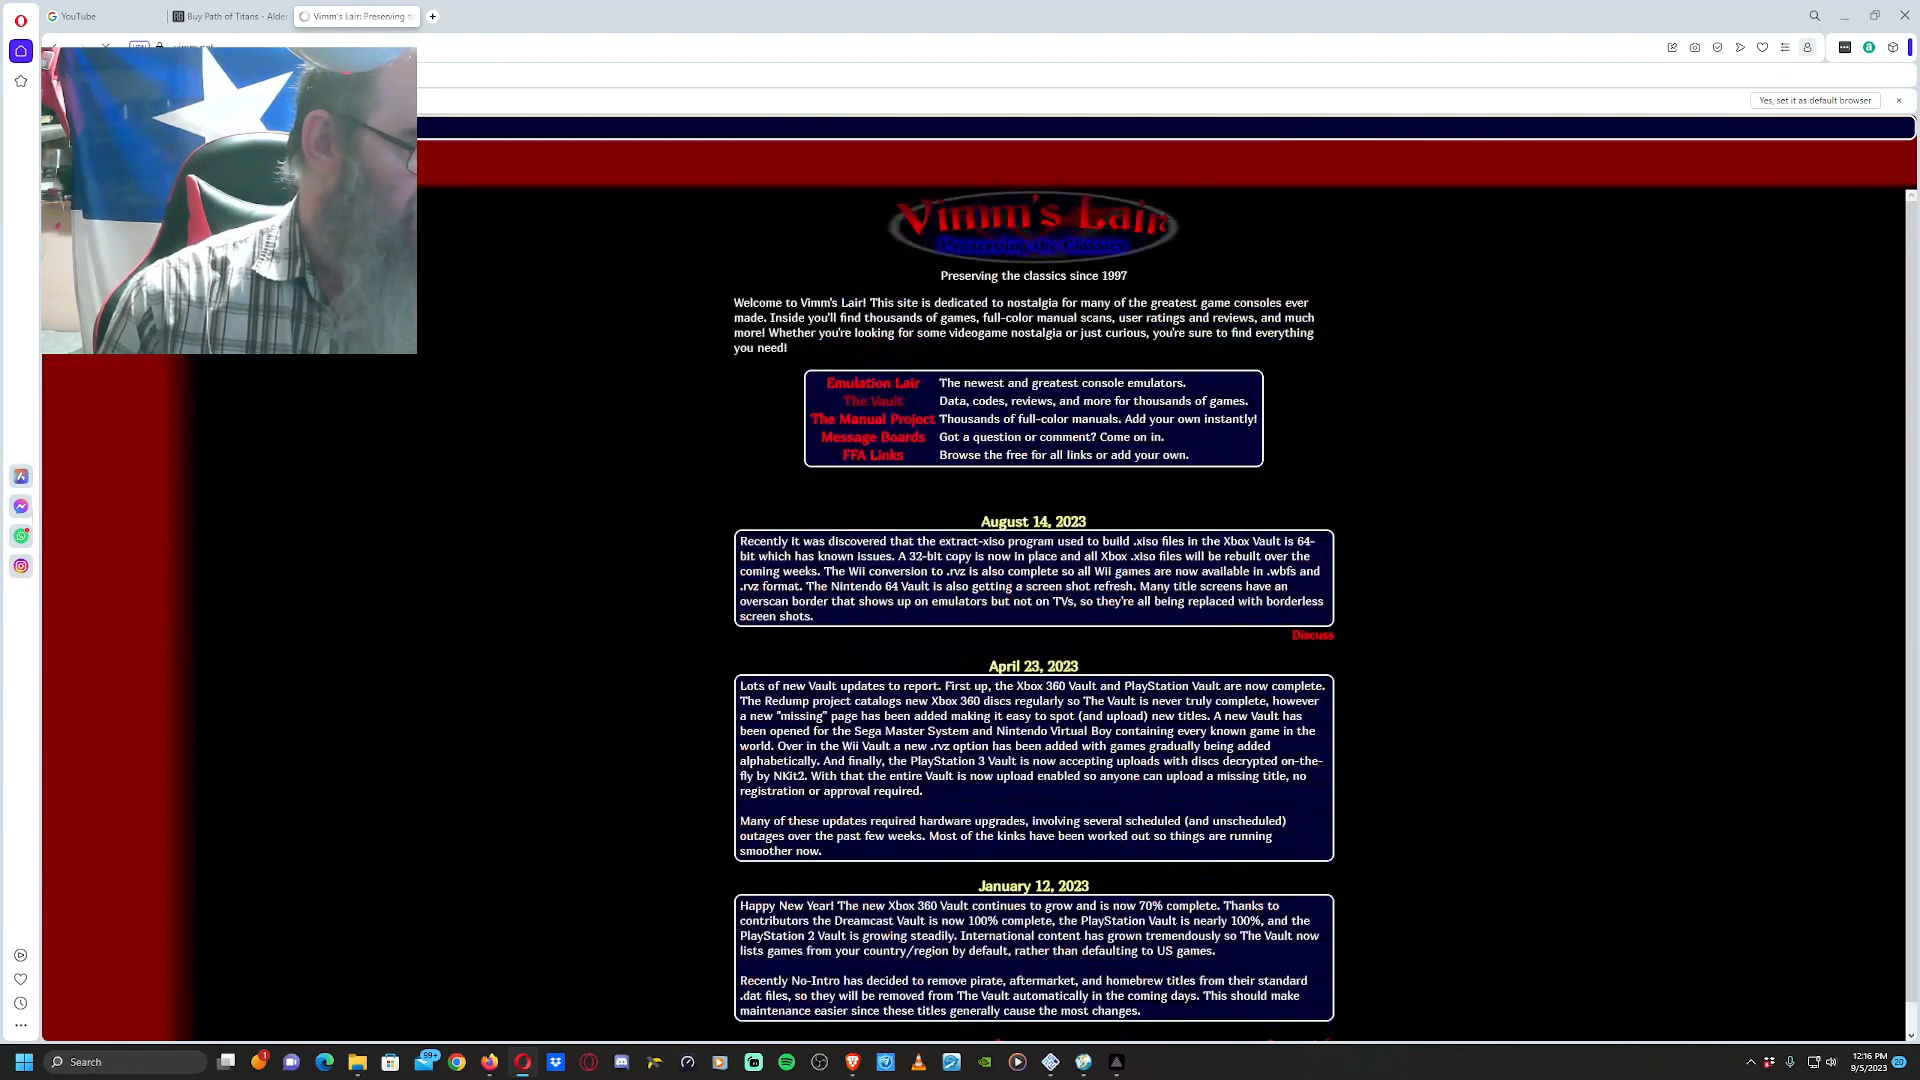 YouTube
Buy Path of Titans - Alder
Vimm's Lair: Preserving t
Yes, set it as default browser
Vimm's Lair
Preserving the Classics
Preserving the classics since 1997
Welcome to Vimm's Lair! This site is dedicated to nostalgia for many of the greatest game consoles ever
made. Inside you'll find thousands of games, full-color manual scans, user ratings and reviews, and much
more! Whether you're looking for some videogame nostalgia or just curious, you're sure to find everything
you need!
Emulation Lair The newest and greatest console emulators.
The Vault Data, codes, reviews, and more for thousands of games.
The Manual Project Thousands of full-color manuals. Add your own instantly!
Message Boards Got a question or comment? Come on in.
FFA Links Browse the free for all links or add your own.
August 14, 2023
Recently it was discovered that the extract-xiso program used to build .xiso files in the Xbox Vault is 64-
bit which has known issues. A 32-bit copy is now in place and all Xbox .xiso files will be rebuilt over the
coming weeks. The Wii conversion to .rvz is also complete so all Wii games are now available in .wbfs and
.rvz format. The Nintendo 64 Vault is also getting a screen shot refresh. Many title screens have an
overscan border that shows up on emulators but not on TVs, so they're all being replaced with borderless
screen shots.
Discuss
April 23, 2023
Lots of new Vault updates to report. First up, the Xbox 360 Vault and PlayStation Vault are now complete.
The Redump project catalogs new Xbox 360 discs regularly so The Vault is never truly complete, however
a new "missing" page has been added making it easy to spot (and upload) new titles. A new Vault has
been opened for the Sega Master System and Nintendo Virtual Boy containing every known game in the
world. Over in the Wii Vault a new .rvz option has been added with games gradually being added
alphabetically. And finally, the PlayStation 3 Vault is now accepting uploads with discs decrypted on-the-
fly by NKit2. With that the entire Vault is now upload enabled so anyone can upload a missing title, no
registration or approval required.
Many of these updates required hardware upgrades, involving several scheduled (and unscheduled)
outages over the past few weeks. Most of the kinks have been worked out so things are running
smoother now.
January 12, 2023
Happy New Year! The new Xbox 360 Vault continues to grow and is now 70% complete. Thanks to
contributors the Dreamcast Vault is now 100% complete, the PlayStation Vault is nearly 100%, and the
PlayStation 2 Vault is growing steadily. International content has grown tremendously so The Vault now
lists games from your country/region by default, rather than defaulting to US games.
Recently No-Intro has decided to remove pirate, aftermarket, and homebrew titles from their standard
.dat files, so they will be removed from The Vault automatically in the coming days. This should make
maintenance easier since these titles generally cause the most changes.
Search
1
99+
12:16 PM
9/5/2023
20